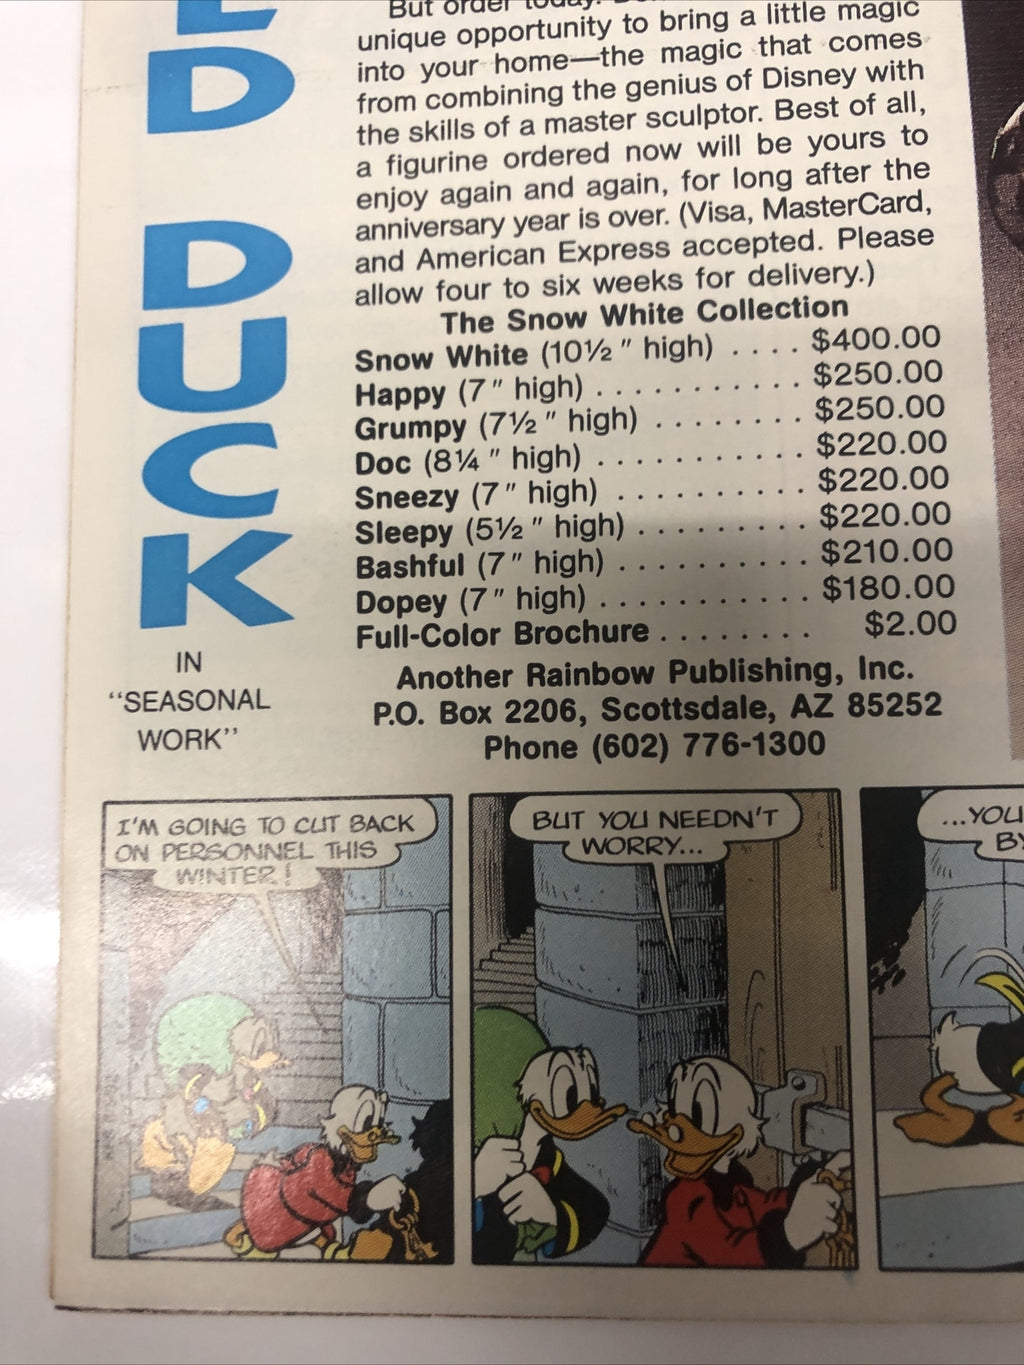 D
DUCK
IN
"SEASONAL
WORK"
But order today.
unique opportunity to bring a little magic
into your home—the magic that comes
from combining the genius of Disney with
the skills of a master sculptor. Best of all,
a figurine ordered now will be yours to
enjoy again and again, for long after the
anniversary year is over. (Visa, MasterCard,
and American Express accepted. Please
allow four to six weeks for delivery.)
The Snow White Collection
Snow White (10½" high) .... $400.00
Happy (7" high) ........... $250.00
Grumpy (7½" high) ........ $250.00
Doc (8¼" high) ........... $220.00
Sneezy (7" high) .......... $220.00
Sleepy (5½" high) ......... $220.00
Bashful (7" high) .......... $210.00
Dopey (7" high) ........... $180.00
Full-Color Brochure ........ $2.00
Another Rainbow Publishing, Inc.
P.O. Box 2206, Scottsdale, AZ 85252
Phone (602) 776-1300
I'M GOING TO CUT BACK
ON PERSONNEL THIS
WINTER!
BUT YOU NEEDN'T
WORRY...
...YOU